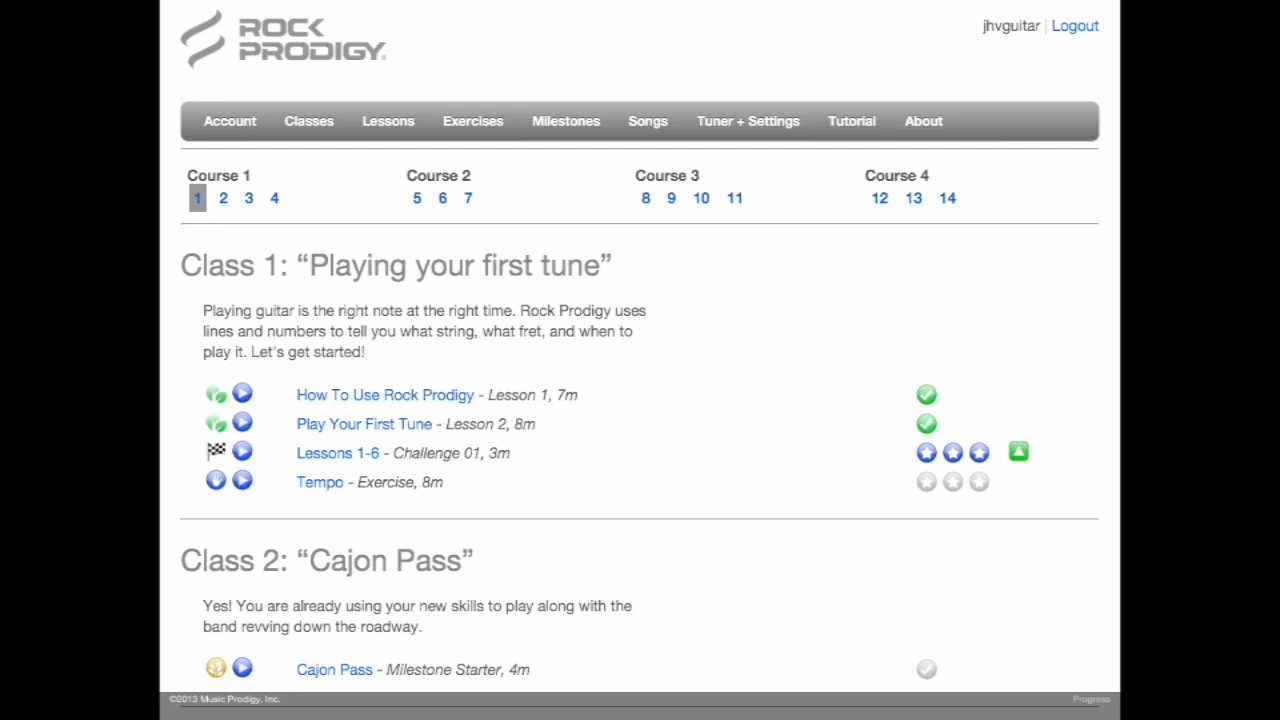 ROCK
PRODIGY
jhvguitar | Logout
Account Classes Lessons Exercises Milestones Songs Tuner + Settings Tutorial About
Course 1 Course 2 Course 3 Course 4
1 2 3 4 5 6 7 8 9 10 11 12 13 14
Class 1: “Playing your first tune”
Playing guitar is the right note at the right time. Rock Prodigy uses
lines and numbers to tell you what string, what fret, and when to
play it. Let's get started!
How To Use Rock Prodigy - Lesson 1, 7m
Play Your First Tune - Lesson 2, 8m
Lessons 1-6 - Challenge 01, 3m
Tempo - Exercise, 8m
Class 2: “Cajon Pass”
Yes! You are already using your new skills to play along with the
band revving down the roadway.
Cajon Pass - Milestone Starter, 4m
©2013 Music Prodigy, Inc. Progress